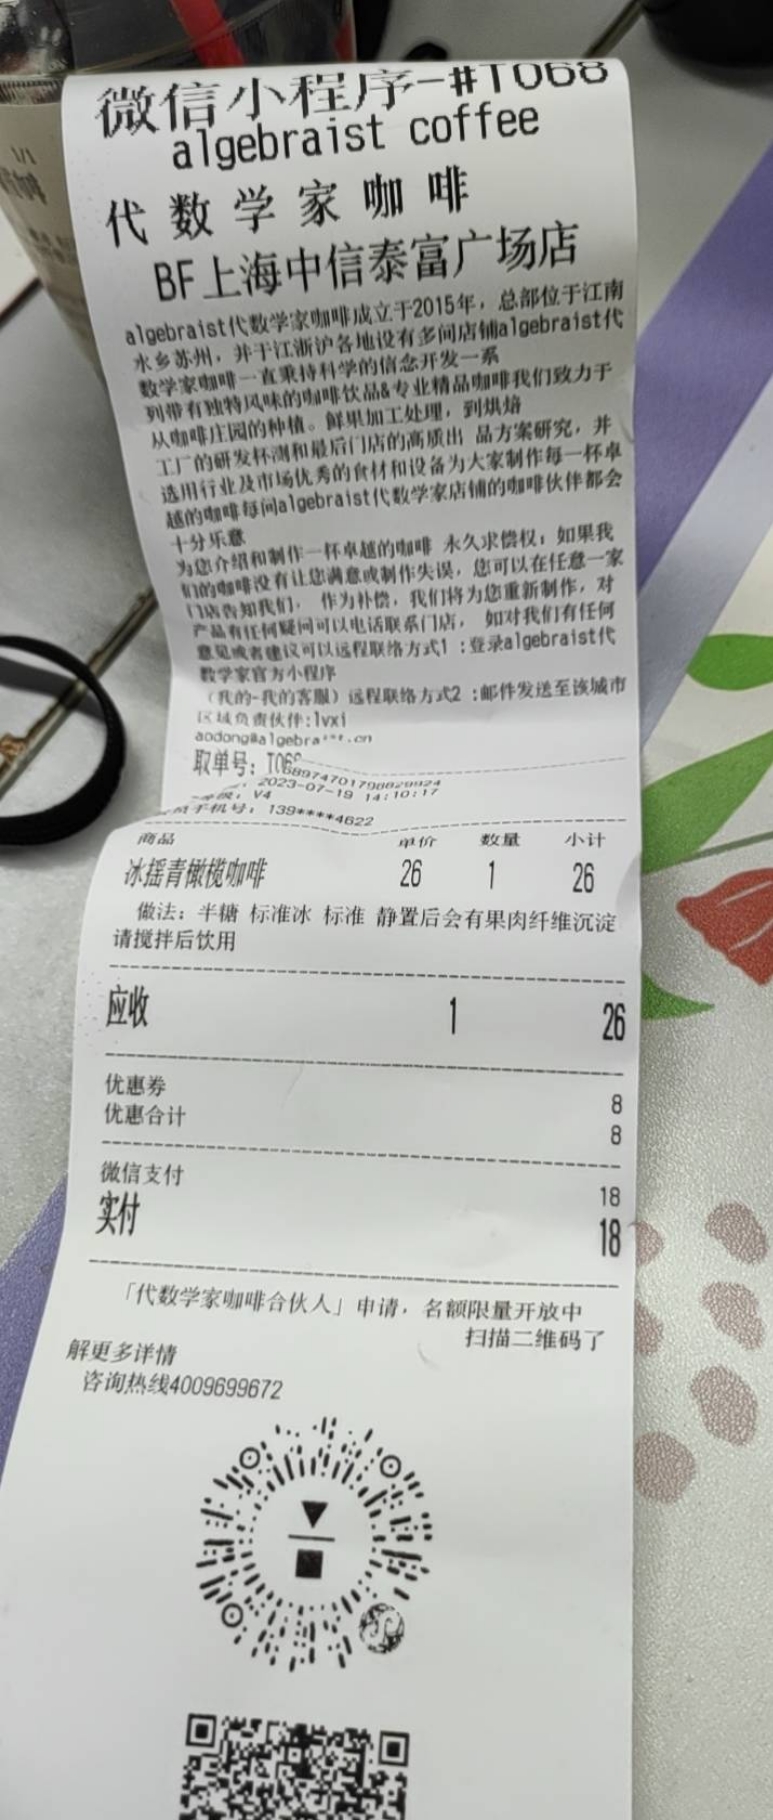 微信小程序-#T068
algebraist coffee
代数学家咖啡
BF上海中信泰富广场店
algebraist代数学家咖啡成立于2015年，总部位于江南
水乡苏州，并于江浙沪各地设有多间店铺algebraist代
数学家咖啡一直秉持科学的信念开发一系
列带有独特风味的咖啡饮品&专业精品咖啡我们致力于
从咖啡庄园的种植。鲜果加工处理，到烘焙
工厂的研发杯测和最后门店的高质出 品方案研究，并
选用行业及市场优秀的食材和设备为大家制作每一杯卓
越的咖啡每间algebraist代数学家店铺的咖啡伙伴都会
十分乐意
为您介绍和制作一杯卓越的咖啡 永久求偿权：如果我
们的咖啡没有让您满意或制作失误，您可以在任意一家
门店告知我们， 作为补偿，我们将为您重新制作，对
产品有任何疑问可以电话联系门店， 如对我们有任何
意见或者建议可以远程联络方式1 :登录algebraist代
数学家官方小程序
（我的-我的客服）远程联络方式2 :邮件发送至该城市
区域负责伙伴:lvxi
取单号: T068
2023-07-19 14:10:17
V4
手机号: 139****4622
商品 单价 数量 小计
冰摇青橄榄咖啡 26 1 26
做法: 半糖 标准冰 标准 静置后会有果肉纤维沉淀
请搅拌后饮用
应收 1 26
优惠券 8
优惠合计 8
微信支付 18
实付 18
「代数学家咖啡合伙人」申请，名额限量开放中
扫描二维码了
解更多详情
咨询热线4009699672